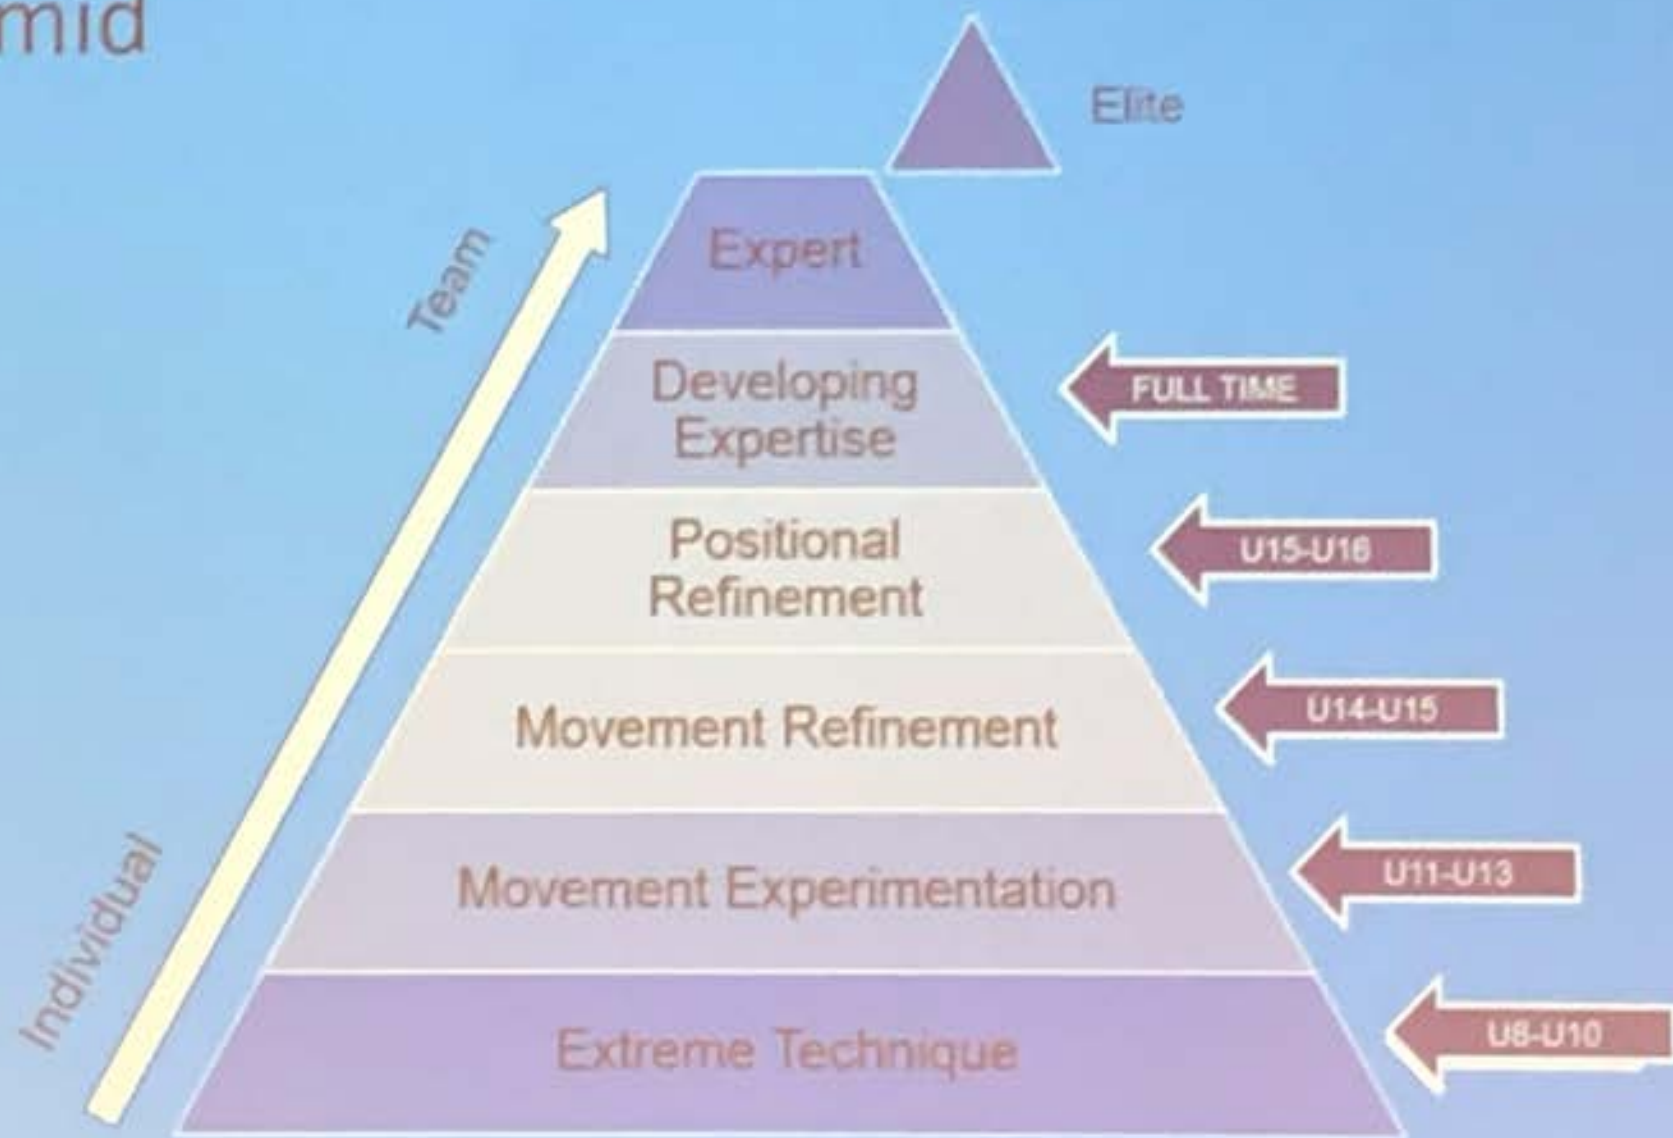 mid
Elite
Team
Expert
Developing
Expertise
FULL TIME
Positional
Refinement
U15-U16
Movement Refinement
U14-U15
Individual
Movement Experimentation
U11-U13
Extreme Technique
U8-U10